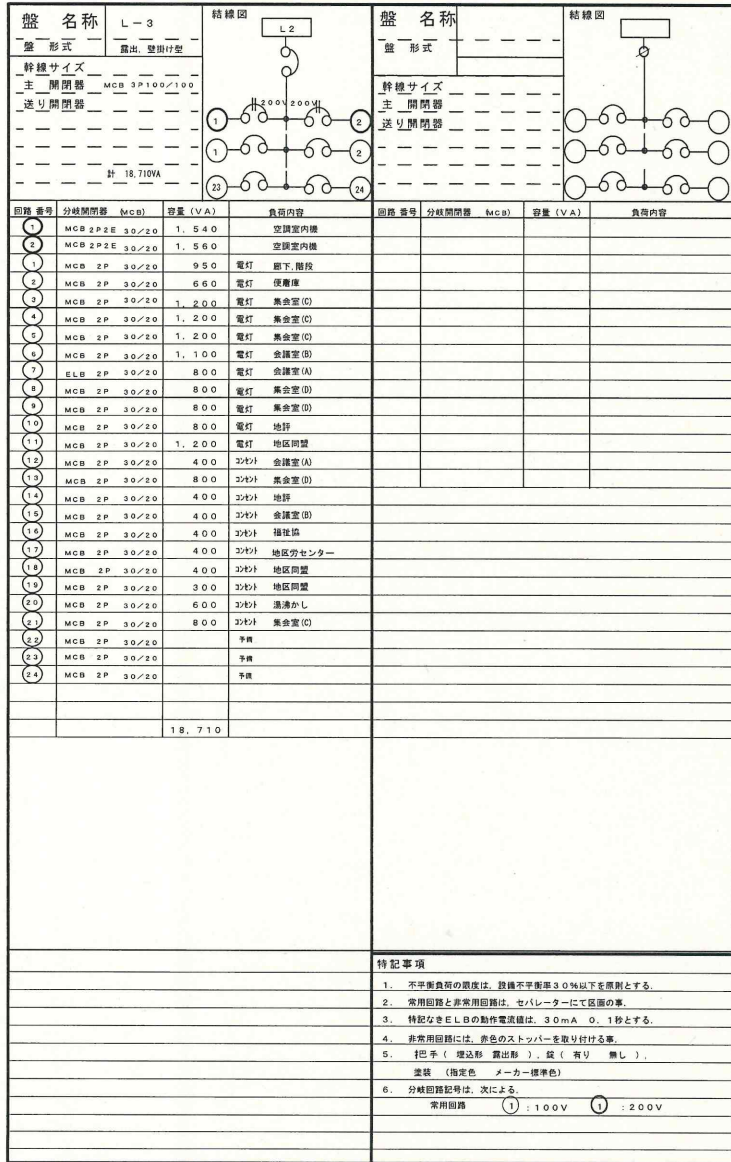 盤 名称 L-3
盤 形式 露出、壁掛け型
幹線サイズ
主 開閉器 MCB 3P100/100
送り開閉器
計 18,710VA
結線図
L2
200V 200V
1 2
1 2
23 24
回路 番号 分岐開閉器 (MCB) 容量 (VA) 負荷内容
1 MCB 2P2E 30/20 1,540 空調室内機
2 MCB 2P2E 30/20 1,560 空調室内機
1 MCB 2P 30/20 950 電灯 廊下、階段
2 MCB 2P 30/20 660 電灯
3 MCB 2P 30/20 1,200 電灯 集会室(C)
4 MCB 2P 30/20 1,200 電灯 集会室(C)
5 MCB 2P 30/20 1,200 電灯 集会室(C)
6 MCB 2P 30/20 1,100 電灯 会議室(B)
7 ELB 2P 30/20 800 電灯 会議室(A)
8 MCB 2P 30/20 800 電灯 集会室(D)
9 MCB 2P 30/20 800 電灯 集会室(D)
10 MCB 2P 30/20 800 電灯 地評
11 MCB 2P 30/20 1,200 電灯 地区同盟
12 MCB 2P 30/20 400 コンセント 会議室(A)
13 MCB 2P 30/20 800 コンセント 集会室(D)
14 MCB 2P 30/20 400 コンセント 地評
15 MCB 2P 30/20 400 コンセント 会議室(B)
16 MCB 2P 30/20 400 コンセント 福祉協
17 MCB 2P 30/20 400 コンセント 地区労センター
18 MCB 2P 30/20 400 コンセント 地区同盟
19 MCB 2P 30/20 300 コンセント 地区同盟
20 MCB 2P 30/20 600 コンセント 湯沸かし
21 MCB 2P 30/20 800 コンセント 集会室(C)
22 MCB 2P 30/20 予備
23 MCB 2P 30/20 予備
24 MCB 2P 30/20 予備
18,710
盤 名称
盤 形式
幹線サイズ
主 開閉器
送り開閉器
結線図
回路 番号 分岐開閉器 (MCB) 容量 (VA) 負荷内容
特記事項
1. 不平衡負荷の限度は、設備不平衡率30%以下を原則とする。
2. 常用回路と非常用回路は、セパレーターにて区画の事。
3. 特記なきELBの動作電流値は、30mA 0.1秒とする。
4. 非常用回路には、赤色のストッパーを取り付ける事。
5. 把手( 埋込形 露出形 )、錠( 有り 無し )、
塗装 (指定色 メーカー標準色)
6. 分岐回路記号は、次による。
常用回路 1 :100V 1 :200V